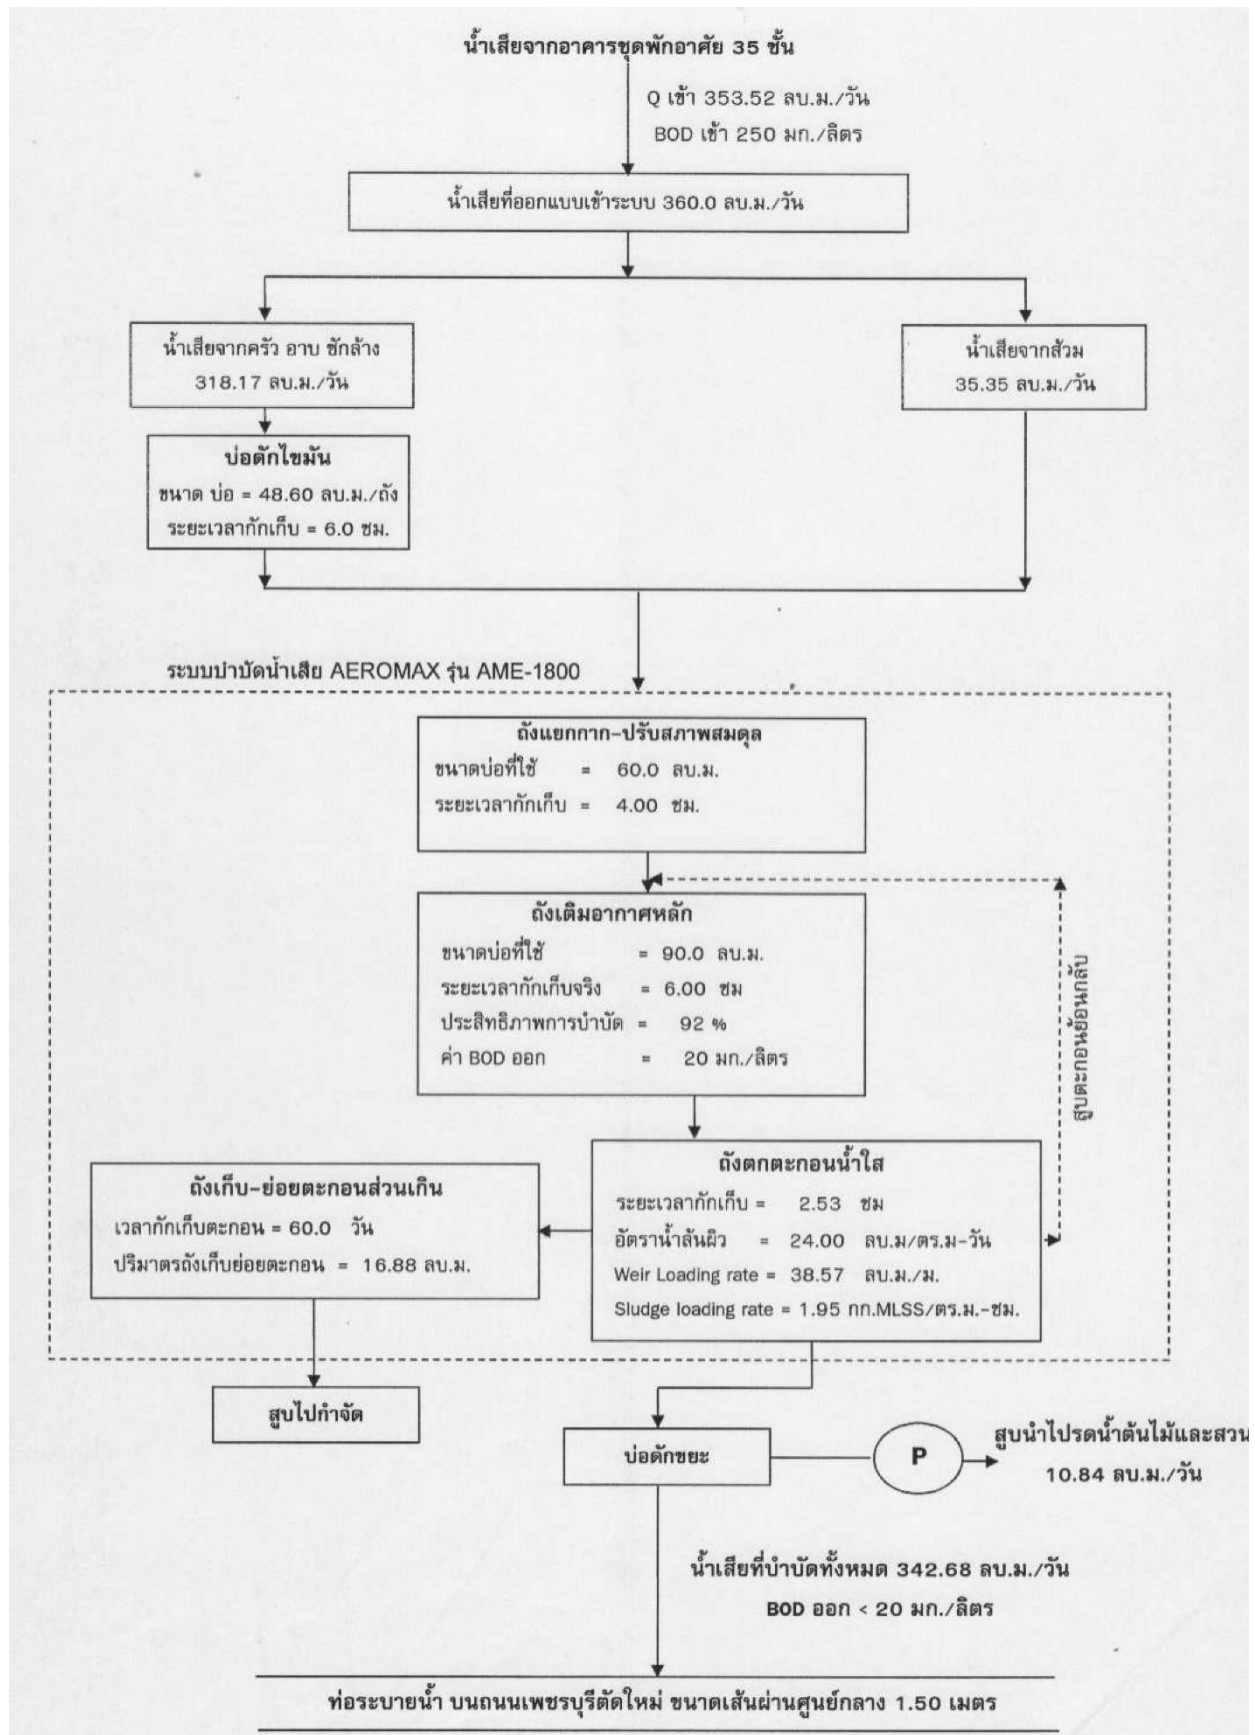 น้ำเสียจากอาคารชุดพักอาศัย 35 ชั้น
Q เข้า 353.52 ลบ.ม./วัน
BOD เข้า 250 มก./ลิตร
น้ำเสียที่ออกแบบเข้าระบบ 360.0 ลบ.ม./วัน
น้ำเสียจากครัว อาบ ซักล้าง
318.17 ลบ.ม./วัน
น้ำเสียจากส้วม
35.35 ลบ.ม./วัน
บ่อดักไขมัน
ขนาด บ่อ = 48.60 ลบ.ม./ถัง
ระยะเวลากักเก็บ = 6.0 ชม.
ระบบบำบัดน้ำเสีย AEROMAX รุ่น AME-1800
ถังแยกกาก-ปรับสภาพสมดุล
ขนาดบ่อที่ใช้ = 60.0 ลบ.ม.
ระยะเวลากักเก็บ = 4.00 ชม.
ถังเติมอากาศหลัก
ขนาดบ่อที่ใช้ = 90.0 ลบ.ม.
ระยะเวลากักเก็บจริง = 6.00 ชม
ประสิทธิภาพการบำบัด = 92 %
ค่า BOD ออก = 20 มก./ลิตร
สูบตะกอนย้อนกลับ
ถังตกตะกอนน้ำใส
ระยะเวลากักเก็บ = 2.53 ชม
อัตราน้ำล้นผิว = 24.00 ลบ.ม/ตร.ม-วัน
Weir Loading rate = 38.57 ลบ.ม./ม.
Sludge loading rate = 1.95 กก.MLSS/ตร.ม.-ชม.
ถังเก็บ-ย่อยตะกอนส่วนเกิน
เวลากักเก็บตะกอน = 60.0 วัน
ปริมาตรถังเก็บย่อยตะกอน = 16.88 ลบ.ม.
สูบไปกำจัด
บ่อดักขยะ
P
สูบนำไปรดน้ำต้นไม้และสวน
10.84 ลบ.ม./วัน
น้ำเสียที่บำบัดทั้งหมด 342.68 ลบ.ม./วัน
BOD ออก < 20 มก./ลิตร
ท่อระบายน้ำ บนถนนเพชรบุรีตัดใหม่ ขนาดเส้นผ่านศูนย์กลาง 1.50 เมตร